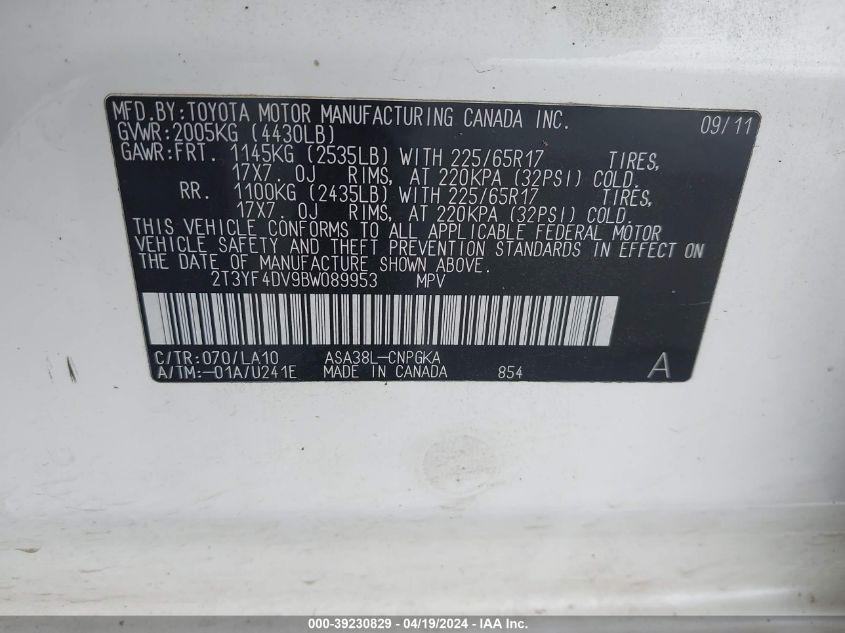 MFD.BY:TOYOTA MOTOR MANUFACTURING CANADA INC. 09/11
GVWR:2005KG (4430LB)
GAWR:FRT. 1145KG (2535LB) WITH 225/65R17 TIRES,
17X7.0J RIMS, AT 220KPA (32PSI) COLD.
RR. 1100KG (2435LB) WITH 225/65R17 TIRES,
17X7.0J RIMS, AT 220KPA (32PSI) COLD.
THIS VEHICLE CONFORMS TO ALL APPLICABLE FEDERAL MOTOR
VEHICLE SAFETY AND THEFT PREVENTION STANDARDS IN EFFECT ON
THE DATE OF MANUFACTURE SHOWN ABOVE.
2T3YF4DV9BW089953 MPV
C/TR:070/LA10 ASA38L-CNPGKA
A/TM:-01A/U241E MADE IN CANADA 854 A
000-39230829 - 04/19/2024 - IAA Inc.